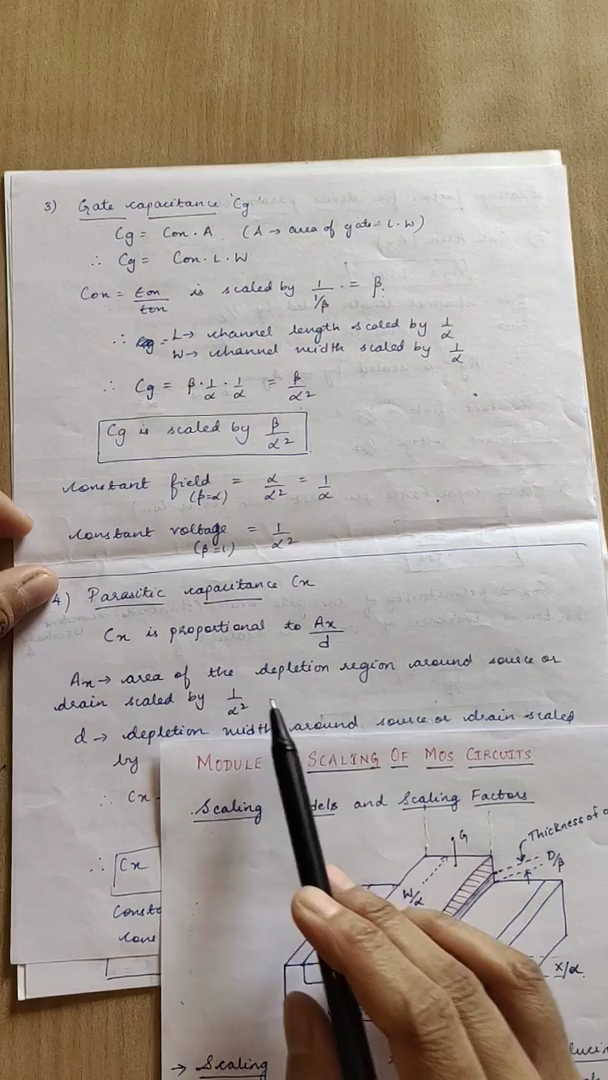 3) Gate capacitance Cg
Cg = Cox . A (A → area of gate = L . W)
∴ Cg = Cox . L . W
Cox = εox/tox is scaled by 1/(1/β) = β.
∴ L → channel length scaled by 1/α
W → channel width scaled by 1/α
∴ Cg = β . 1/α . 1/α = β/α²
Cg is scaled by β/α²
Constant field = α/α² = 1/α
(β=α)
Constant voltage = 1/α²
(β=1)
4) Parasitic capacitance Cx
Cx is proportional to Ax/d
Ax → area of the depletion region around source or
drain scaled by 1/α²
d → depletion width around source or drain scaled
by
∴ Cx
∴ Cx
Const
Cons
MODULE SCALING OF MOS CIRCUITS
Scaling and Scaling Factors
G
Thickness of
D/β
W/α
X/α
→ Scaling